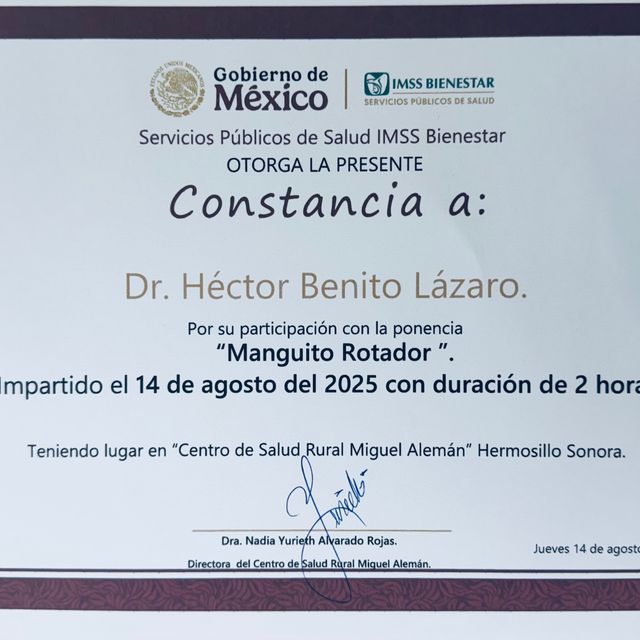 Gobierno de
México
IMSS BIENESTAR
SERVICIOS PÚBLICOS DE SALUD
Servicios Públicos de Salud IMSS Bienestar
OTORGA LA PRESENTE
Constancia a:
Dr. Héctor Benito Lázaro.
Por su participación con la ponencia
“Manguito Rotador ”.
Impartido el 14 de agosto del 2025 con duración de 2 hora
Teniendo lugar en “Centro de Salud Rural Miguel Alemán” Hermosillo Sonora.
Dra. Nadia Yurieth Alvarado Rojas.
Directora del Centro de Salud Rural Miguel Alemán.
Jueves 14 de agosto